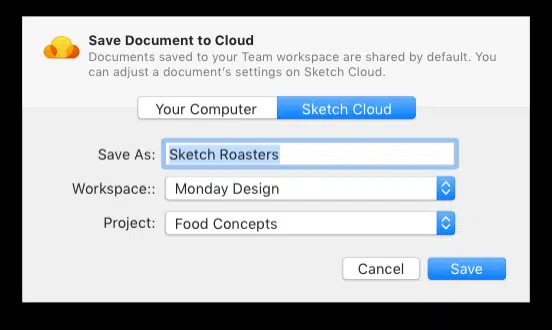 Save Document to Cloud
Documents saved to your Team workspace are shared by default. You
can adjust a document's settings on Sketch Cloud.
Your Computer Sketch Cloud
Save As: Sketch Roasters
Workspace:: Monday Design
Project: Food Concepts
Cancel Save